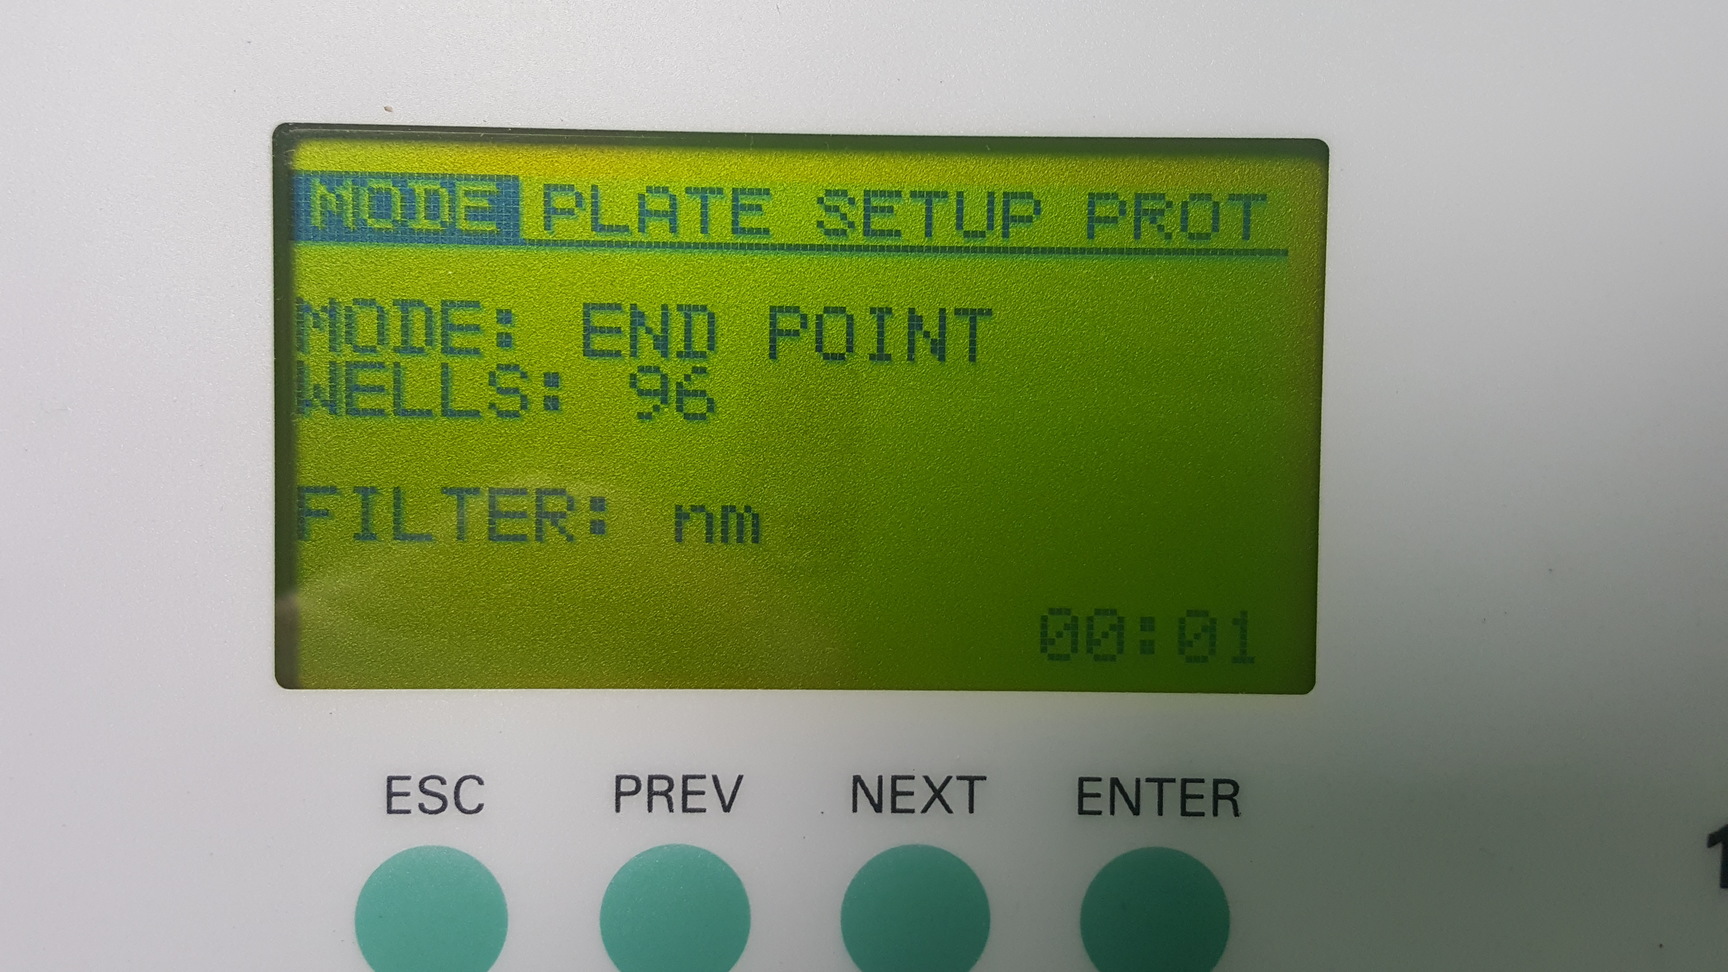 MODE PLATE SETUP PROT
MODE: END POINT
WELLS: 96
FILTER: nm
00:01
ESC PREV NEXT ENTER